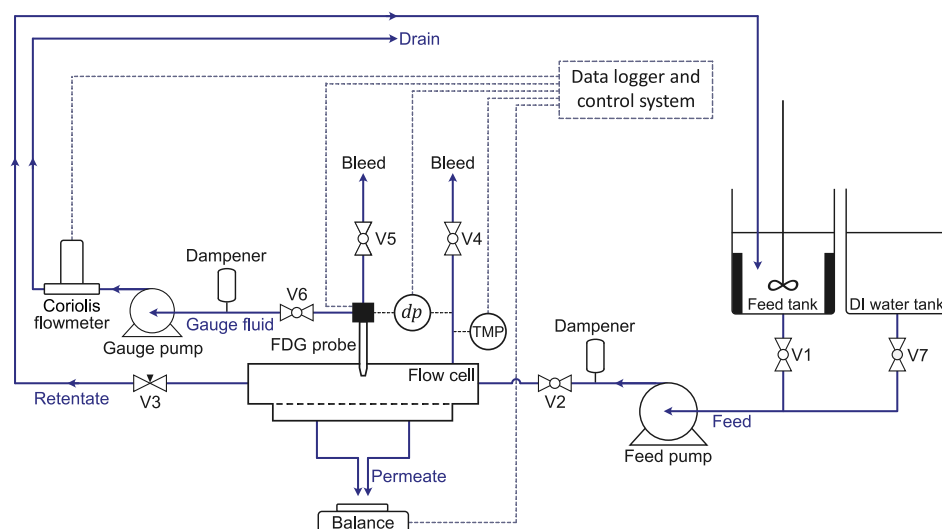 Drain
Data logger and
control system
Bleed
Bleed
V5
V4
Dampener
V6
Coriolis
flowmeter
Gauge fluid
Gauge pump
FDG probe
dp
TMP
Dampener
Feed tank
DI water tank
V1
V7
Flow cell
Retentate
V3
V2
Feed
Feed pump
Permeate
Balance